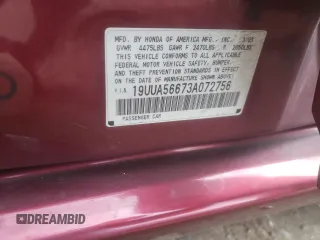 MFD. BY HONDA OF AMERICA MFG., INC.
GVWR 4475LBS GAWR F 2470LBS R
THIS VEHICLE CONFORMS TO ALL APPLICABLE
FEDERAL MOTOR VEHICLE SAFETY, BUMPER,
AND THEFT PREVENTION STANDARDS IN EFFECT ON
THE DATE OF MANUFACTURE SHOWN ABOVE.
V.I.N. 19UUA56673A072756
PASSENGER CAR
© DREAMBID